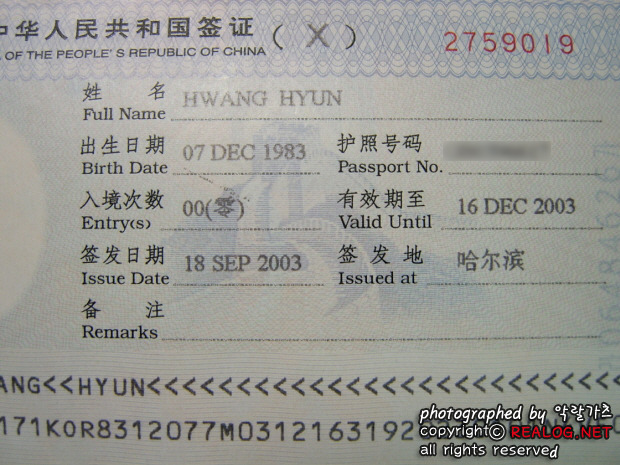 中华人民共和国签证 ( X ) 2759019
OF THE PEOPLE'S REPUBLIC OF CHINA
姓 名
Full Name HWANG HYUN
出生日期 护照号码
Birth Date 07 DEC 1983 Passport No.
入境次数 有效期至
Entry(s) 00(零) Valid Until 16 DEC 2003
签发日期 签发地
Issue Date 18 SEP 2003 Issued at 哈尔滨
备 注
Remarks
ANG<<HYUN<<<<<<<<<<<<<<<<<<<<<<<<<
171KOR8312077M0312163192
photographed by 악랄가츠
copyright© REALOG.NET
all rights reserved